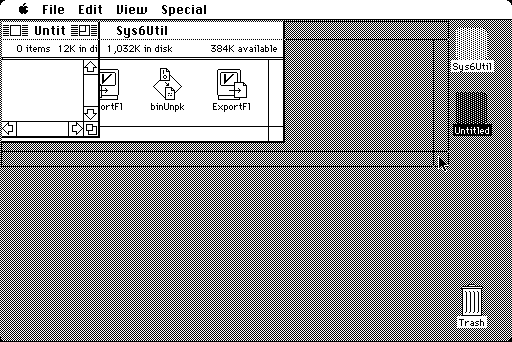 File Edit View Special
Untit
Sys6Util
0 items 12K in di
1,032K in disk 384K available
ortF1
binUnpk
ExportF1
Sys6Util
Untitled
Trash